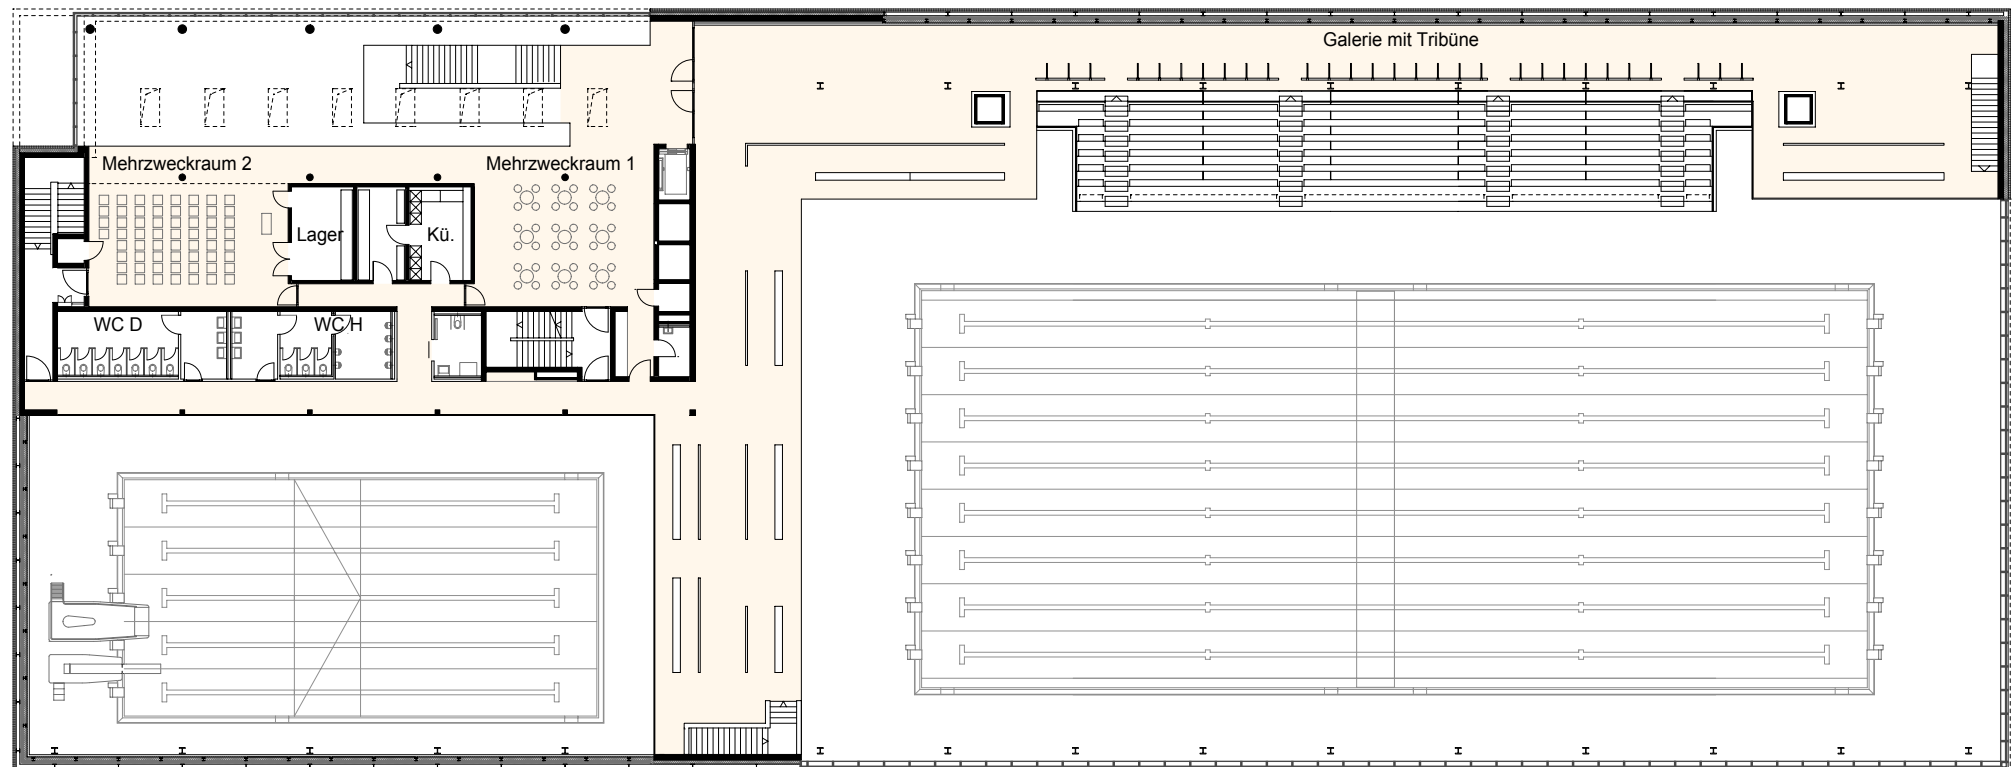 Galerie mit Tribüne
Mehrzweckraum 2
Mehrzweckraum 1
Lager
Kü.
WC D
WC H